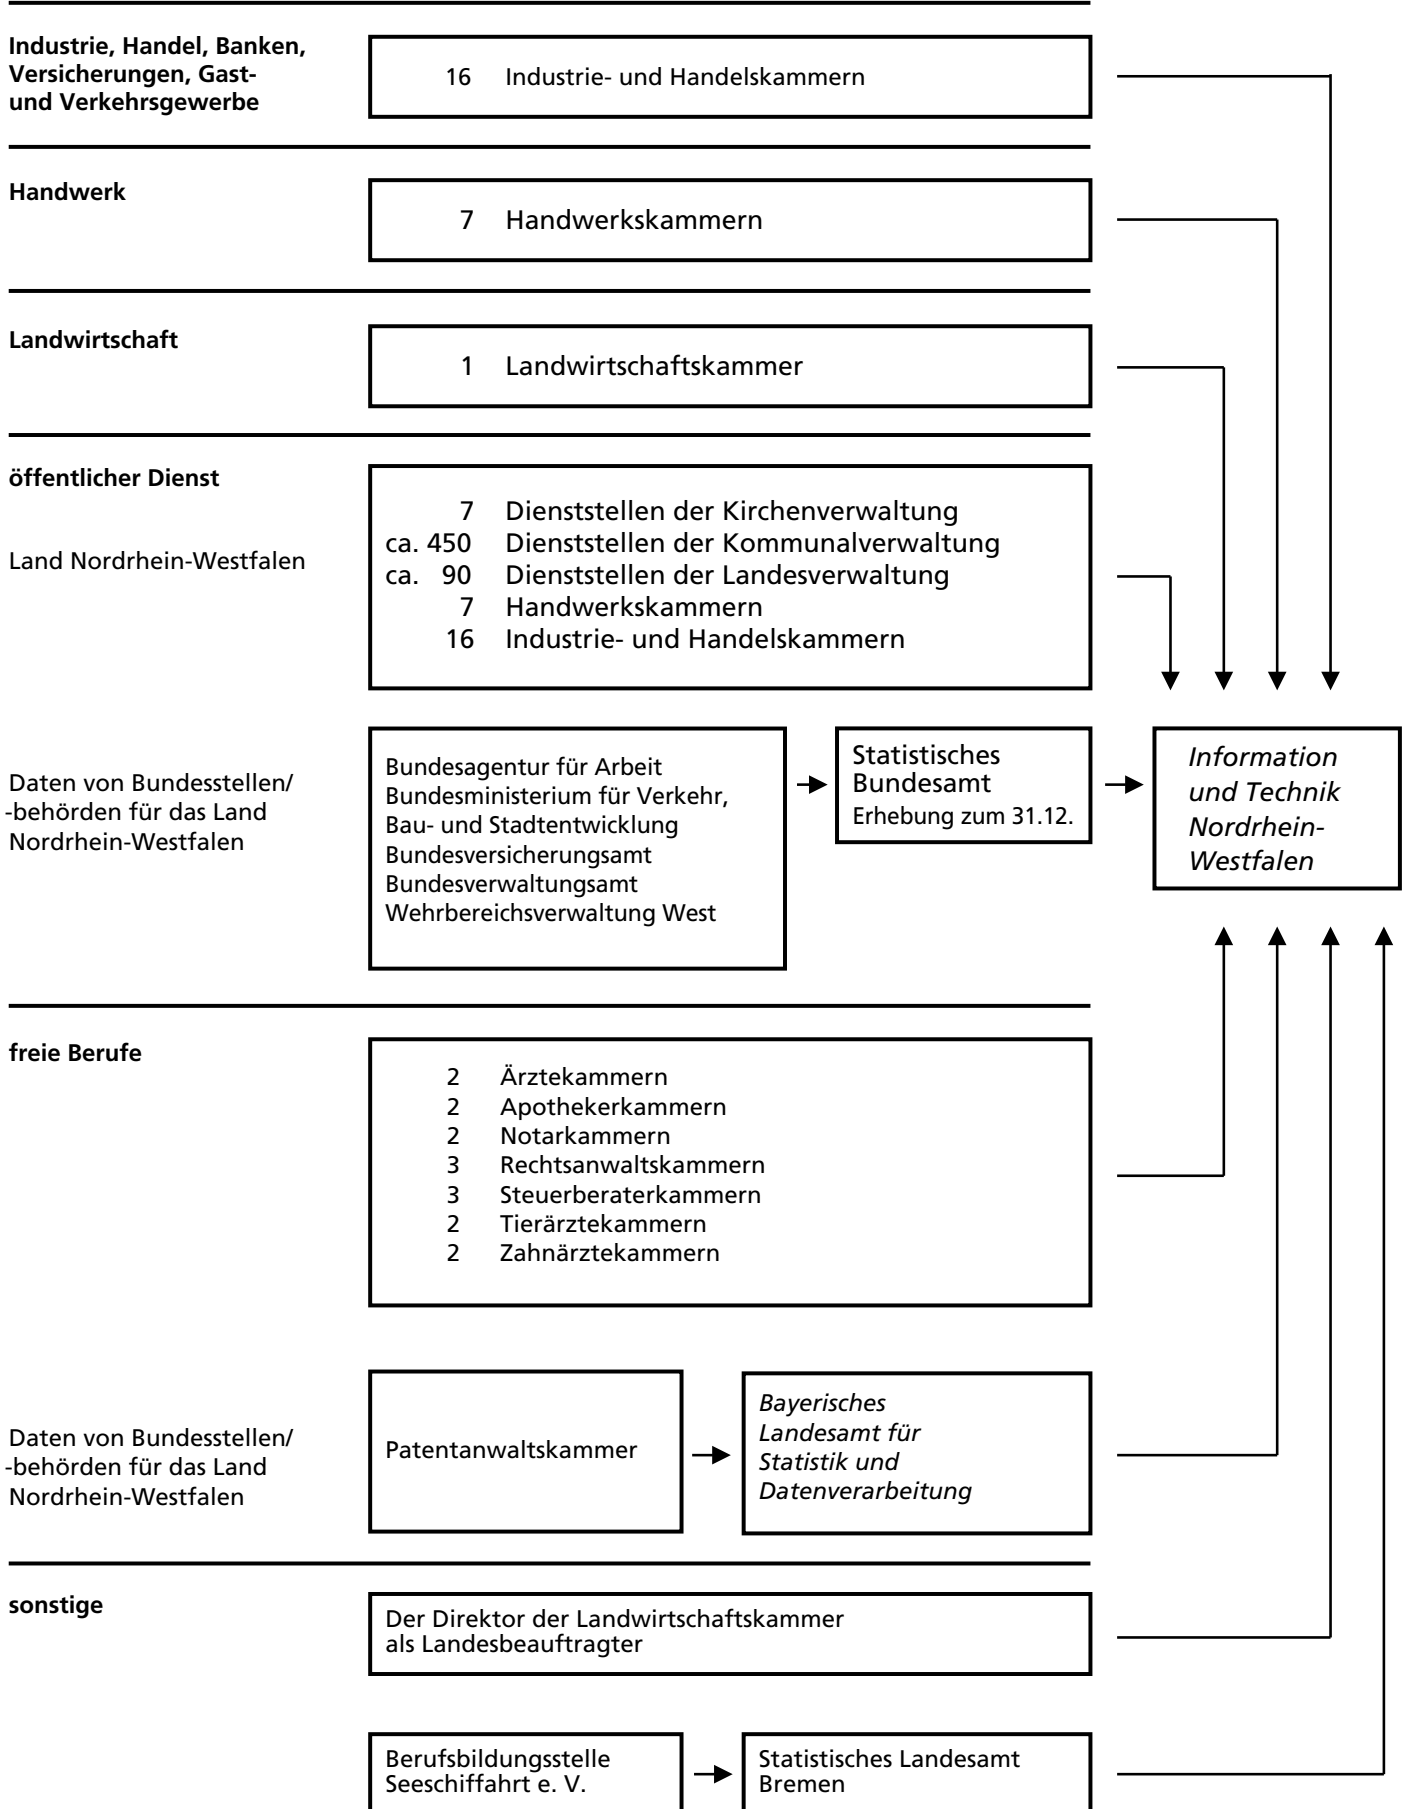 Industrie, Handel, Banken,
Versicherungen, Gast-
und Verkehrsgewerbe
16 Industrie- und Handelskammern
Handwerk
7 Handwerkskammern
Landwirtschaft
1 Landwirtschaftskammer
öffentlicher Dienst
Land Nordrhein-Westfalen
7 Dienststellen der Kirchenverwaltung
ca. 450 Dienststellen der Kommunalverwaltung
ca. 90 Dienststellen der Landesverwaltung
7 Handwerkskammern
16 Industrie- und Handelskammern
Daten von Bundesstellen/
-behörden für das Land
Nordrhein-Westfalen
Bundesagentur für Arbeit
Bundesministerium für Verkehr,
Bau- und Stadtentwicklung
Bundesversicherungsamt
Bundesverwaltungsamt
Wehrbereichsverwaltung West
Statistisches
Bundesamt
Erhebung zum 31.12.
Information
und Technik
Nordrhein-
Westfalen
freie Berufe
2 Ärztekammern
2 Apothekerkammern
2 Notarkammern
3 Rechtsanwaltskammern
3 Steuerberaterkammern
2 Tierärztekammern
2 Zahnärztekammern
Daten von Bundesstellen/
-behörden für das Land
Nordrhein-Westfalen
Patentanwaltskammer
Bayerisches
Landesamt für
Statistik und
Datenverarbeitung
sonstige
Der Direktor der Landwirtschaftskammer
als Landesbeauftragter
Berufsbildungsstelle
Seeschiffahrt e. V.
Statistisches Landesamt
Bremen